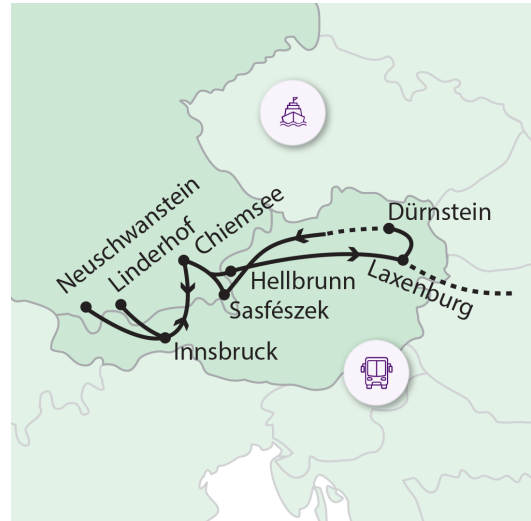 Neuschwanstein
Linderhof
Chiemsee
Dürnstein
Hellbrunn
Laxenburg
Sasfészek
Innsbruck